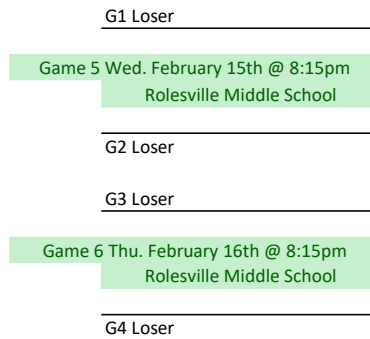 G1 Loser
Game 5 Wed. February 15th @ 8:15pm
Rolesville Middle School
G2 Loser
G3 Loser
Game 6 Thu. February 16th @ 8:15pm
Rolesville Middle School
G4 Loser